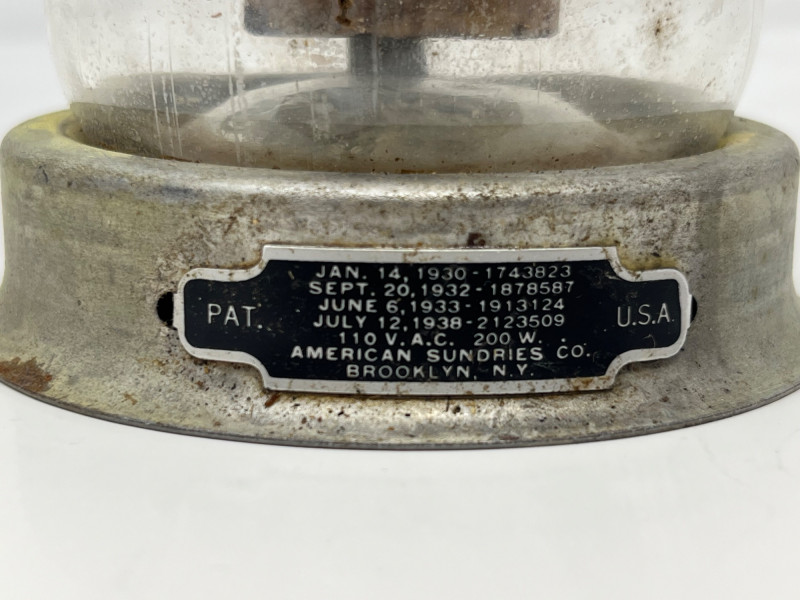 JAN. 14, 1930 - 1743823
SEPT. 20, 1932 - 1878587
JUNE 6, 1933 - 1913124
PAT. JULY 12, 1938 - 2123509 U.S.A.
110 V. A.C. 200 W.
AMERICAN SUNDRIES CO.
BROOKLYN, N.Y.